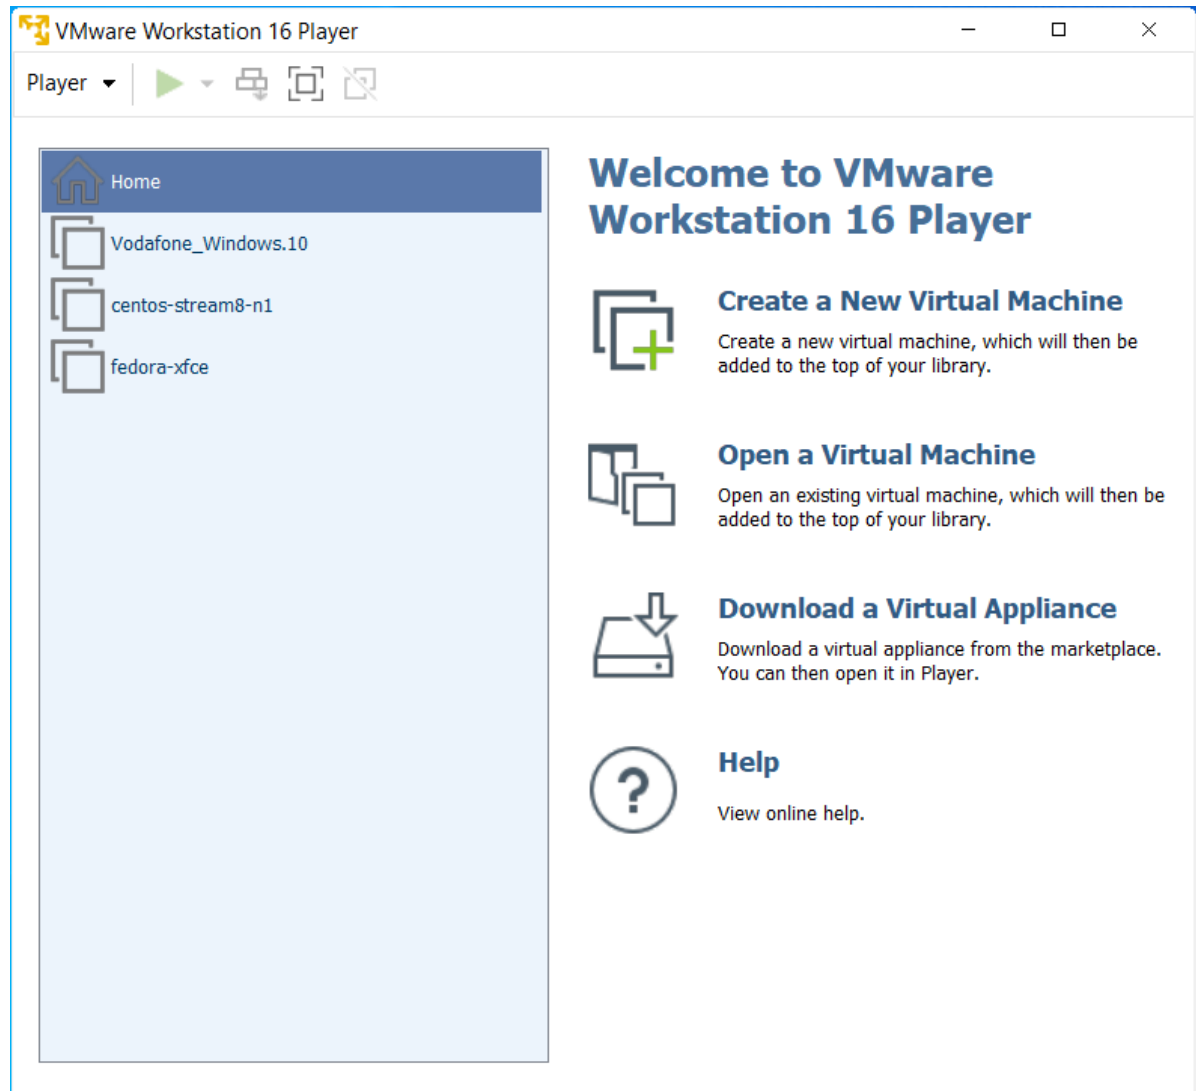 VMware Workstation 16 Player
Player
Home
Vodafone_Windows.10
centos-stream8-n1
fedora-xfce
Welcome to VMware
Workstation 16 Player
Create a New Virtual Machine
Create a new virtual machine, which will then be
added to the top of your library.
Open a Virtual Machine
Open an existing virtual machine, which will then be
added to the top of your library.
Download a Virtual Appliance
Download a virtual appliance from the marketplace.
You can then open it in Player.
Help
View online help.